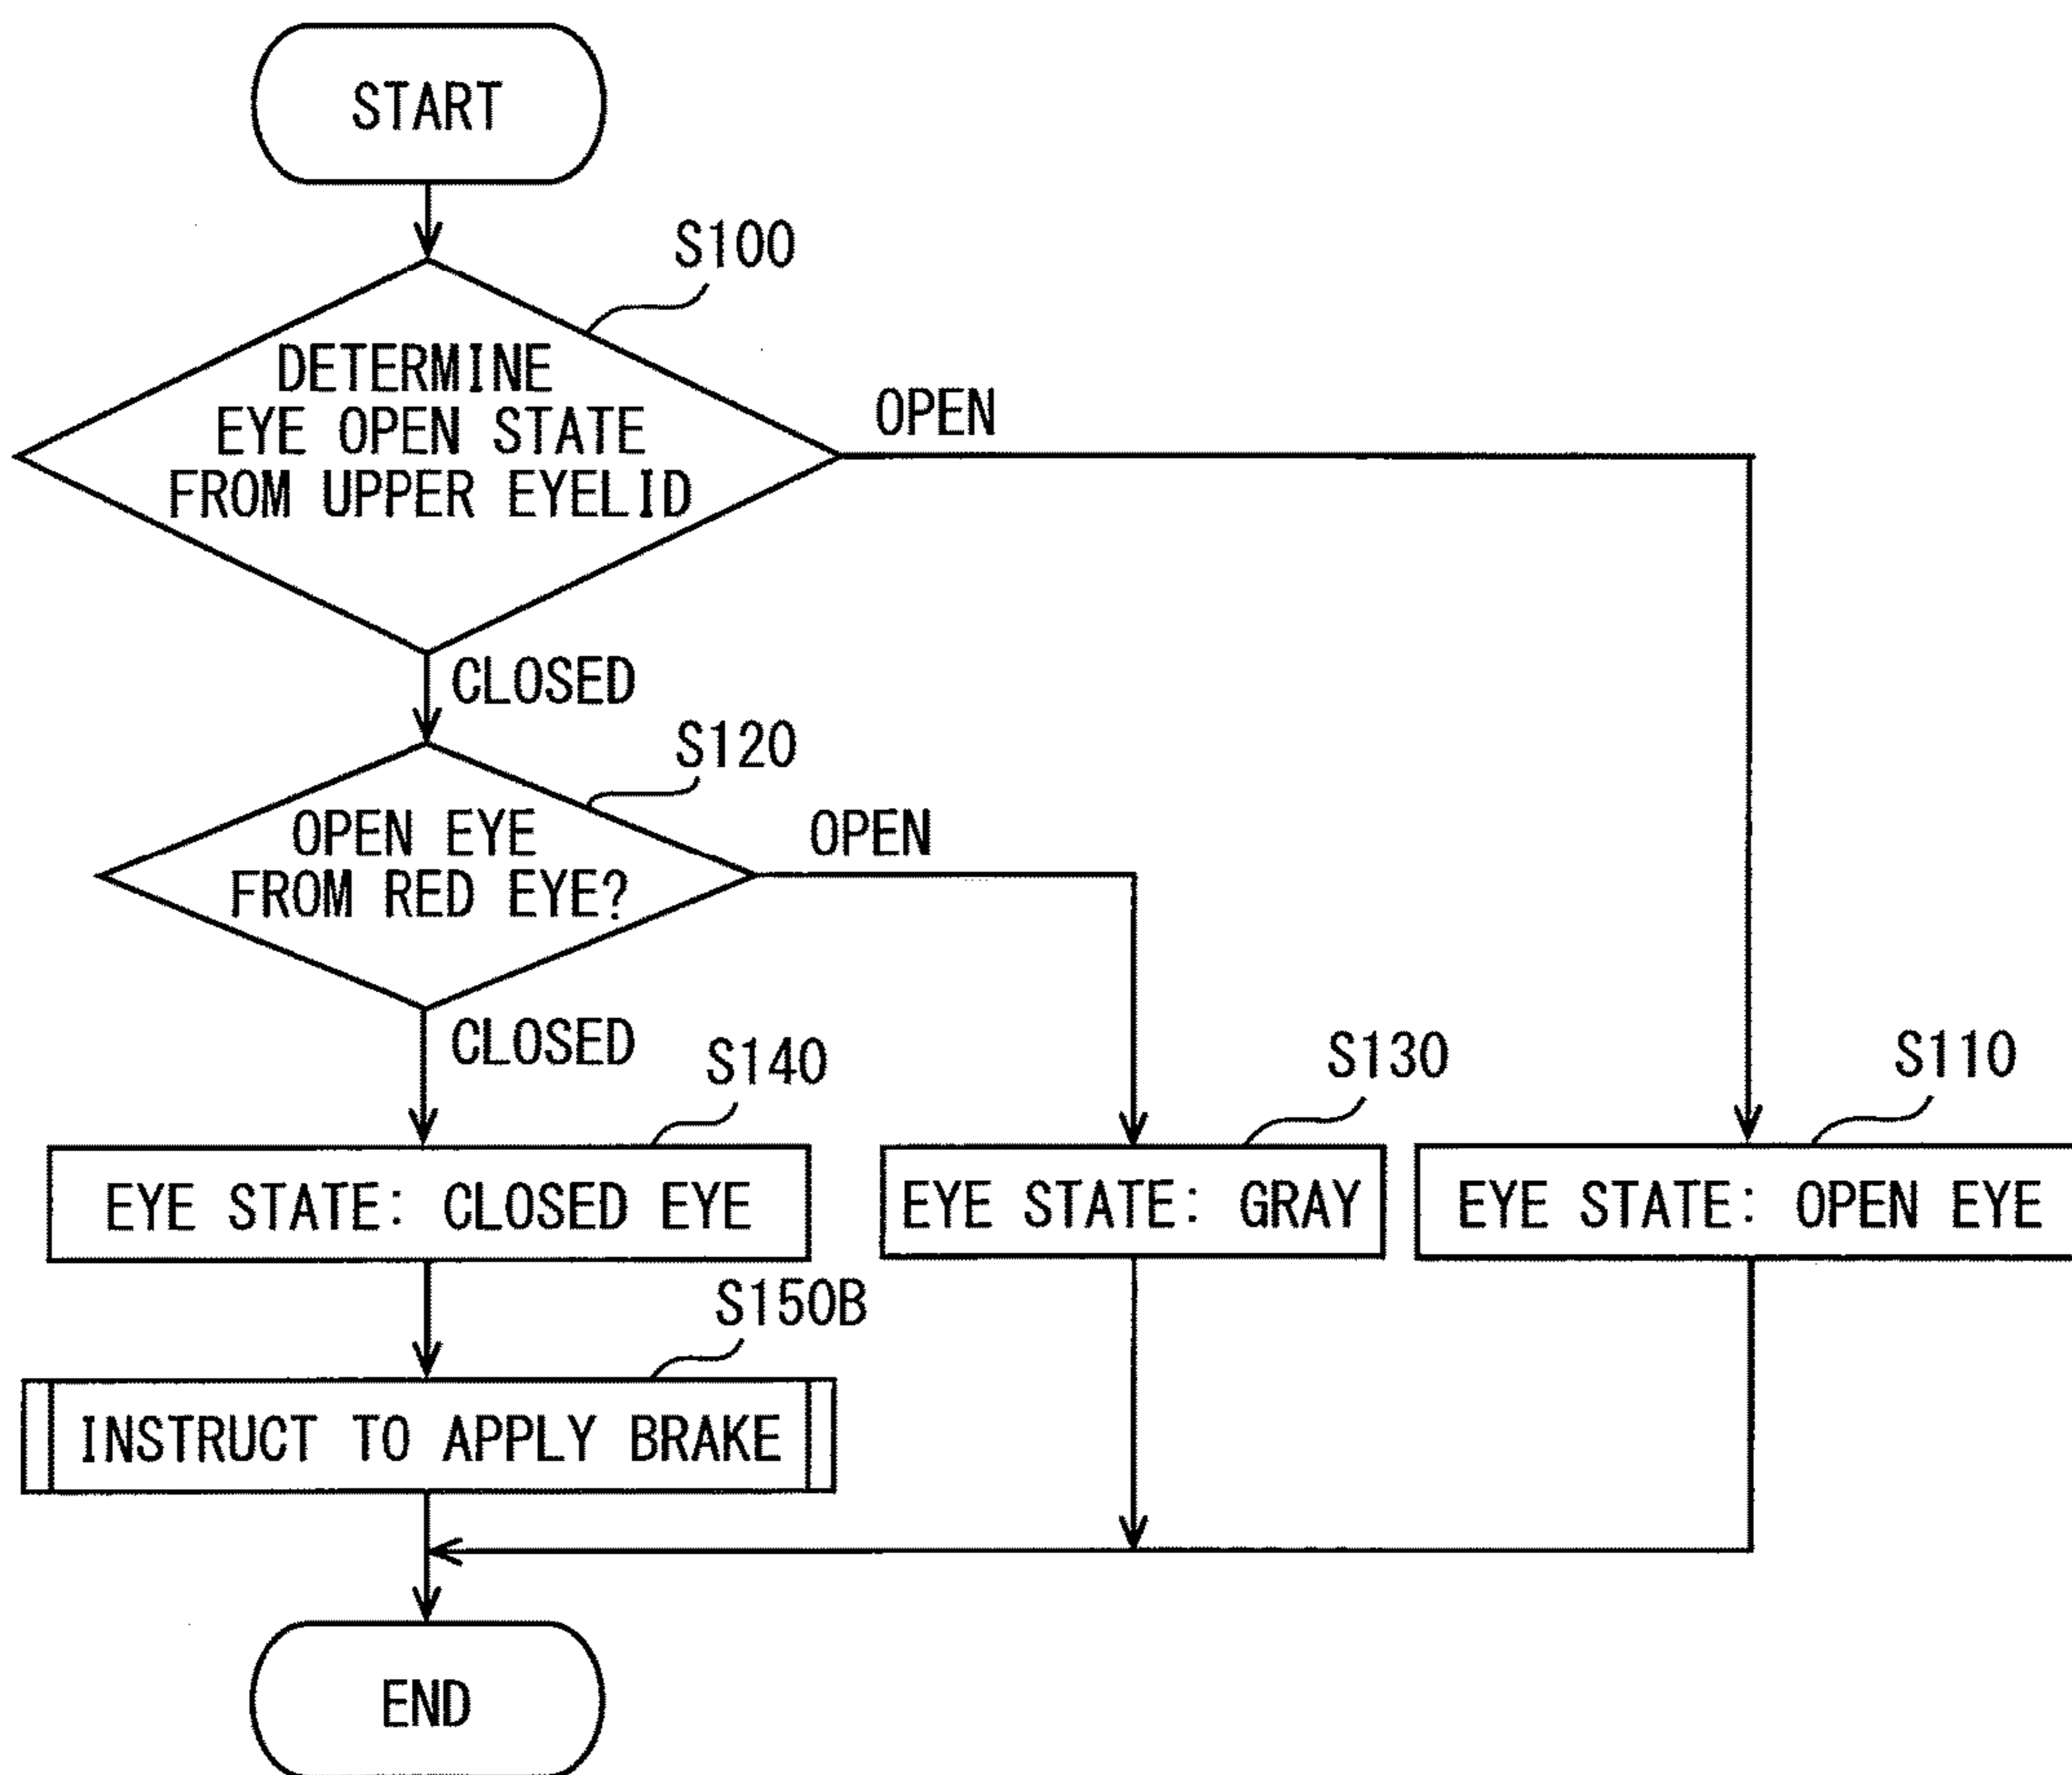 START
S100
DETERMINE
EYE OPEN STATE
FROM UPPER EYELID
OPEN
CLOSED
S120
OPEN EYE
FROM RED EYE?
OPEN
CLOSED
S140
S130
S110
EYE STATE: CLOSED EYE
EYE STATE: GRAY
EYE STATE: OPEN EYE
S150B
INSTRUCT TO APPLY BRAKE
END